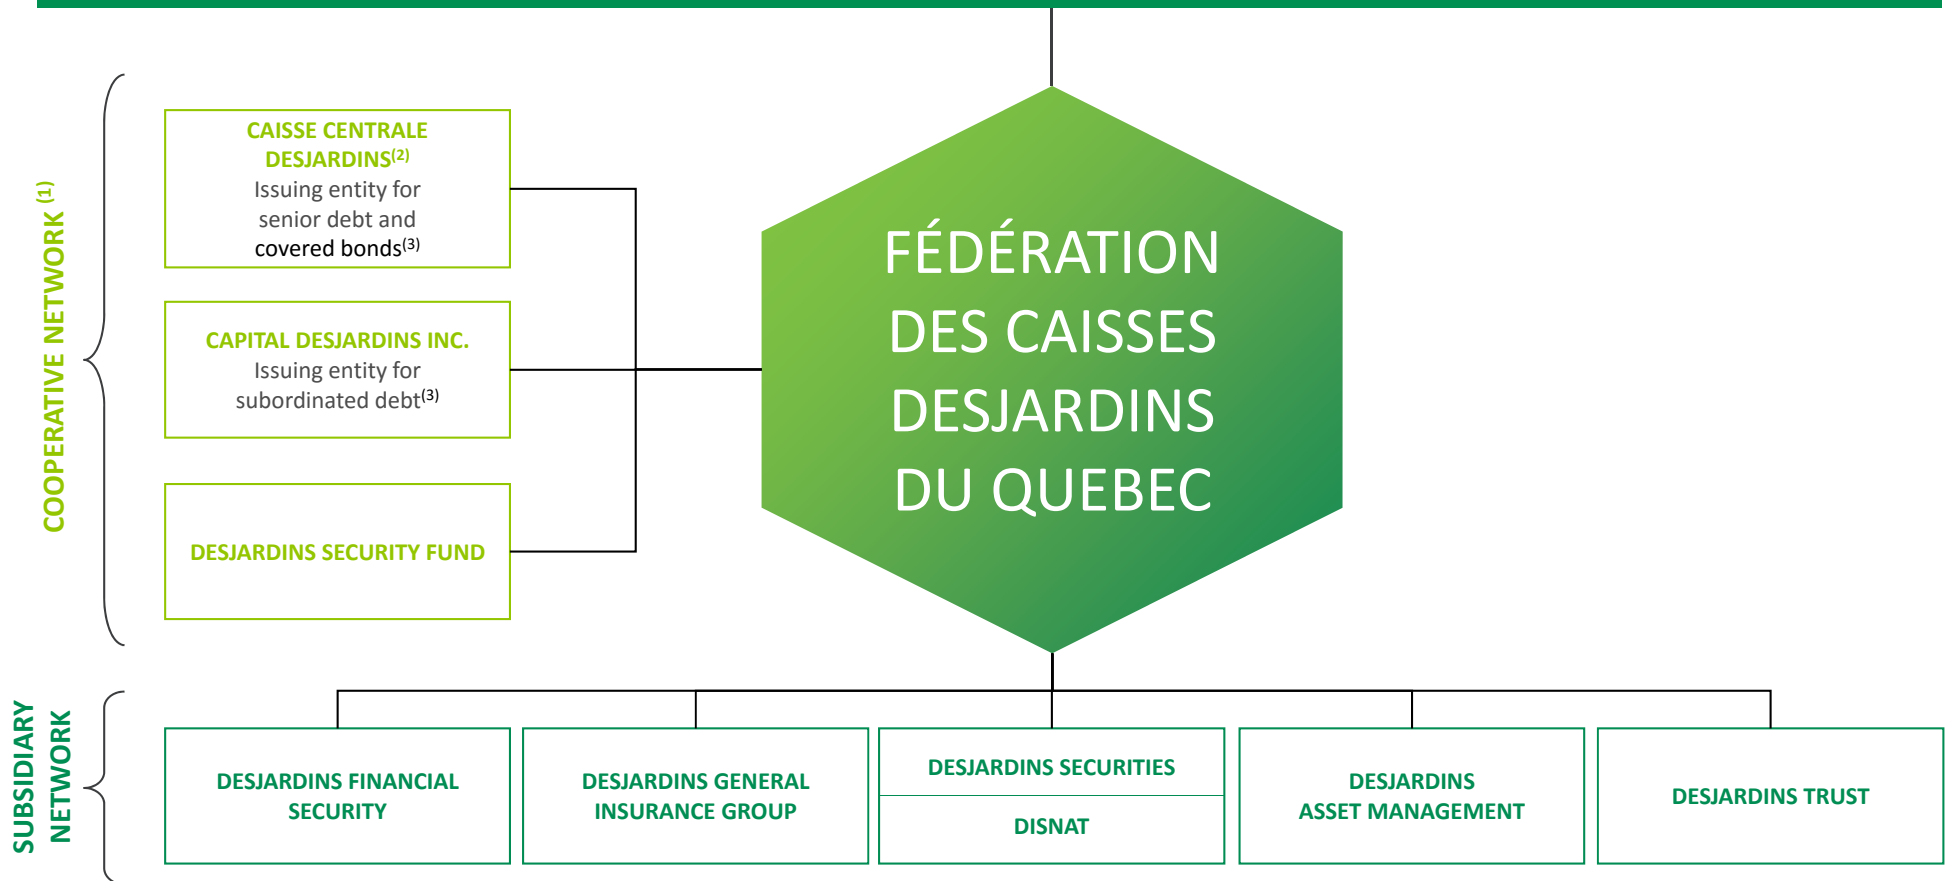 COOPERATIVE NETWORK (1)
CAISSE CENTRALE
DESJARDINS(2)
Issuing entity for
senior debt and
covered bonds(3)
CAPITAL DESJARDINS INC.
Issuing entity for
subordinated debt(3)
DESJARDINS SECURITY FUND
FÉDÉRATION
DES CAISSES
DESJARDINS
DU QUEBEC
SUBSIDIARY
NETWORK
DESJARDINS FINANCIAL
SECURITY
DESJARDINS GENERAL
INSURANCE GROUP
DESJARDINS SECURITIES
DISNAT
DESJARDINS
ASSET MANAGEMENT
DESJARDINS TRUST